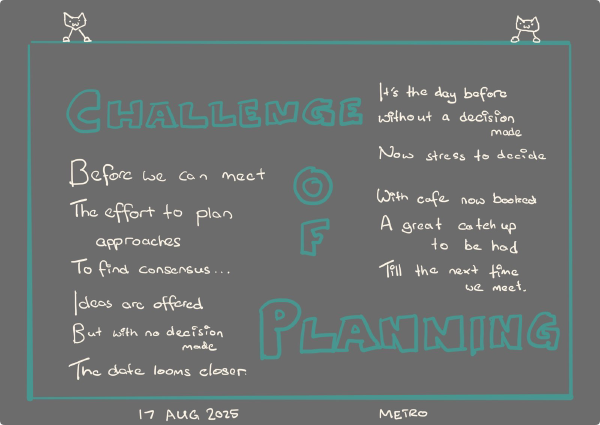 CHALLENGE
OF
PLANNING
Before we can meet
The effort to plan
approaches
To find consensus...
Ideas are offered
But with no decision
made
The date looms closer.
It's the day before
without a decision
made
Now stress to decide
With cafe now booked
A great catch up
to be had
Till the next time
we meet.
17 AUG 2025
METRO